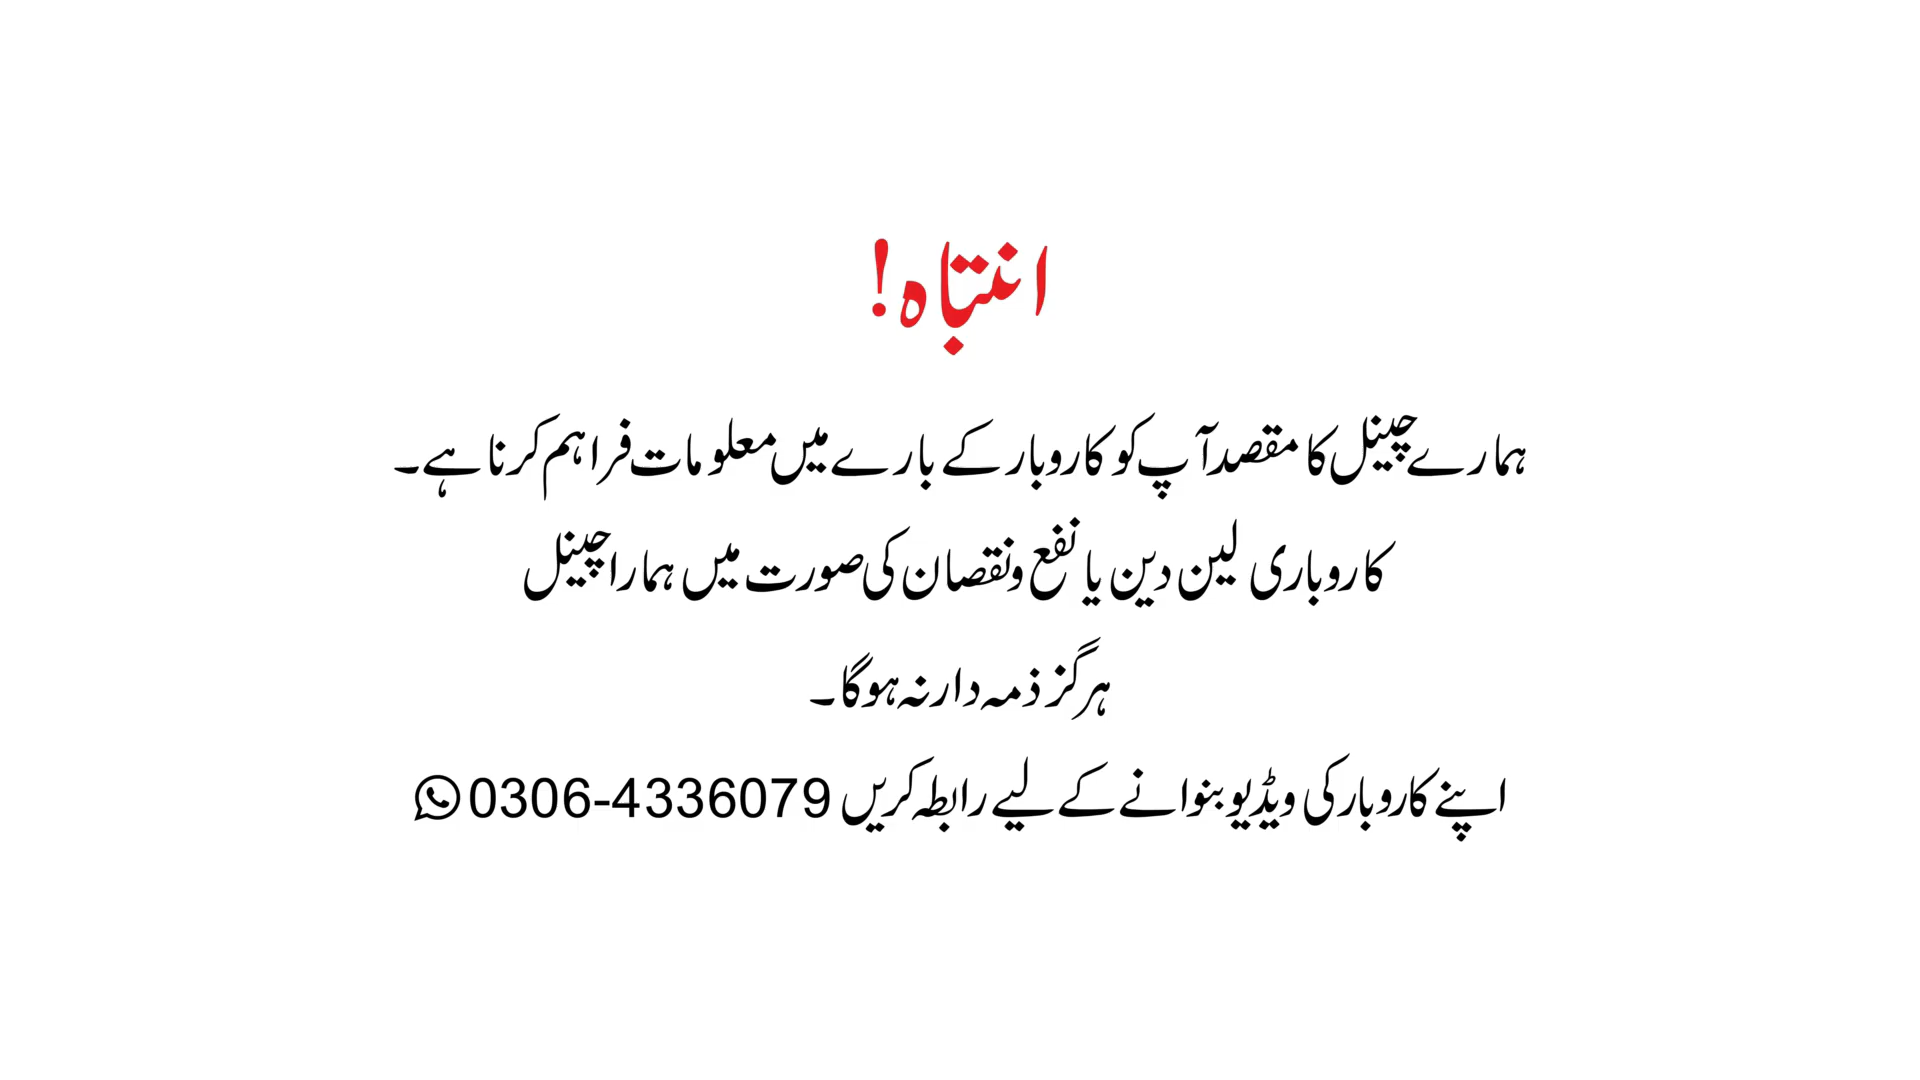 انتباہ!
ہمارے چینل کا مقصد آپ کو کاروبار کے بارے میں معلومات فراہم کرنا ہے۔
کاروباری لین دین یا نفع ونقصان کی صورت میں ہمارا چینل
ہرگز ذمہ دار نہ ہوگا۔
اپنے کاروبار کی ویڈیو بنوانے کے لیے رابطہ کریں 0306-4336079